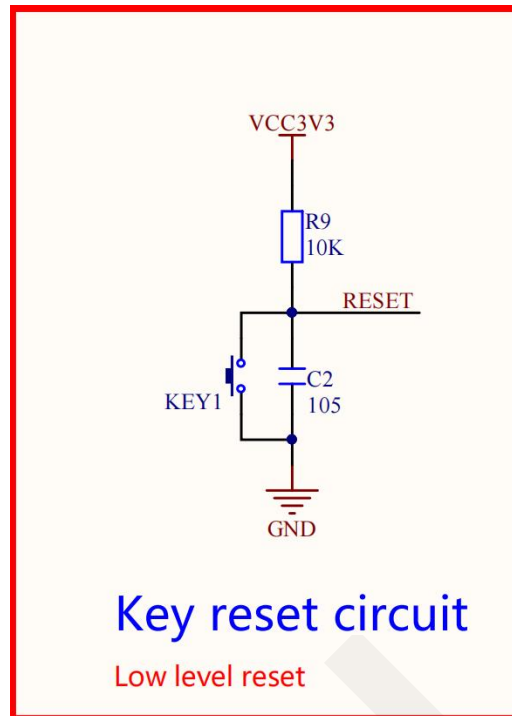 VCC3V3
R9
10K
RESET
KEY1
C2
105
GND
Key reset circuit
Low level reset